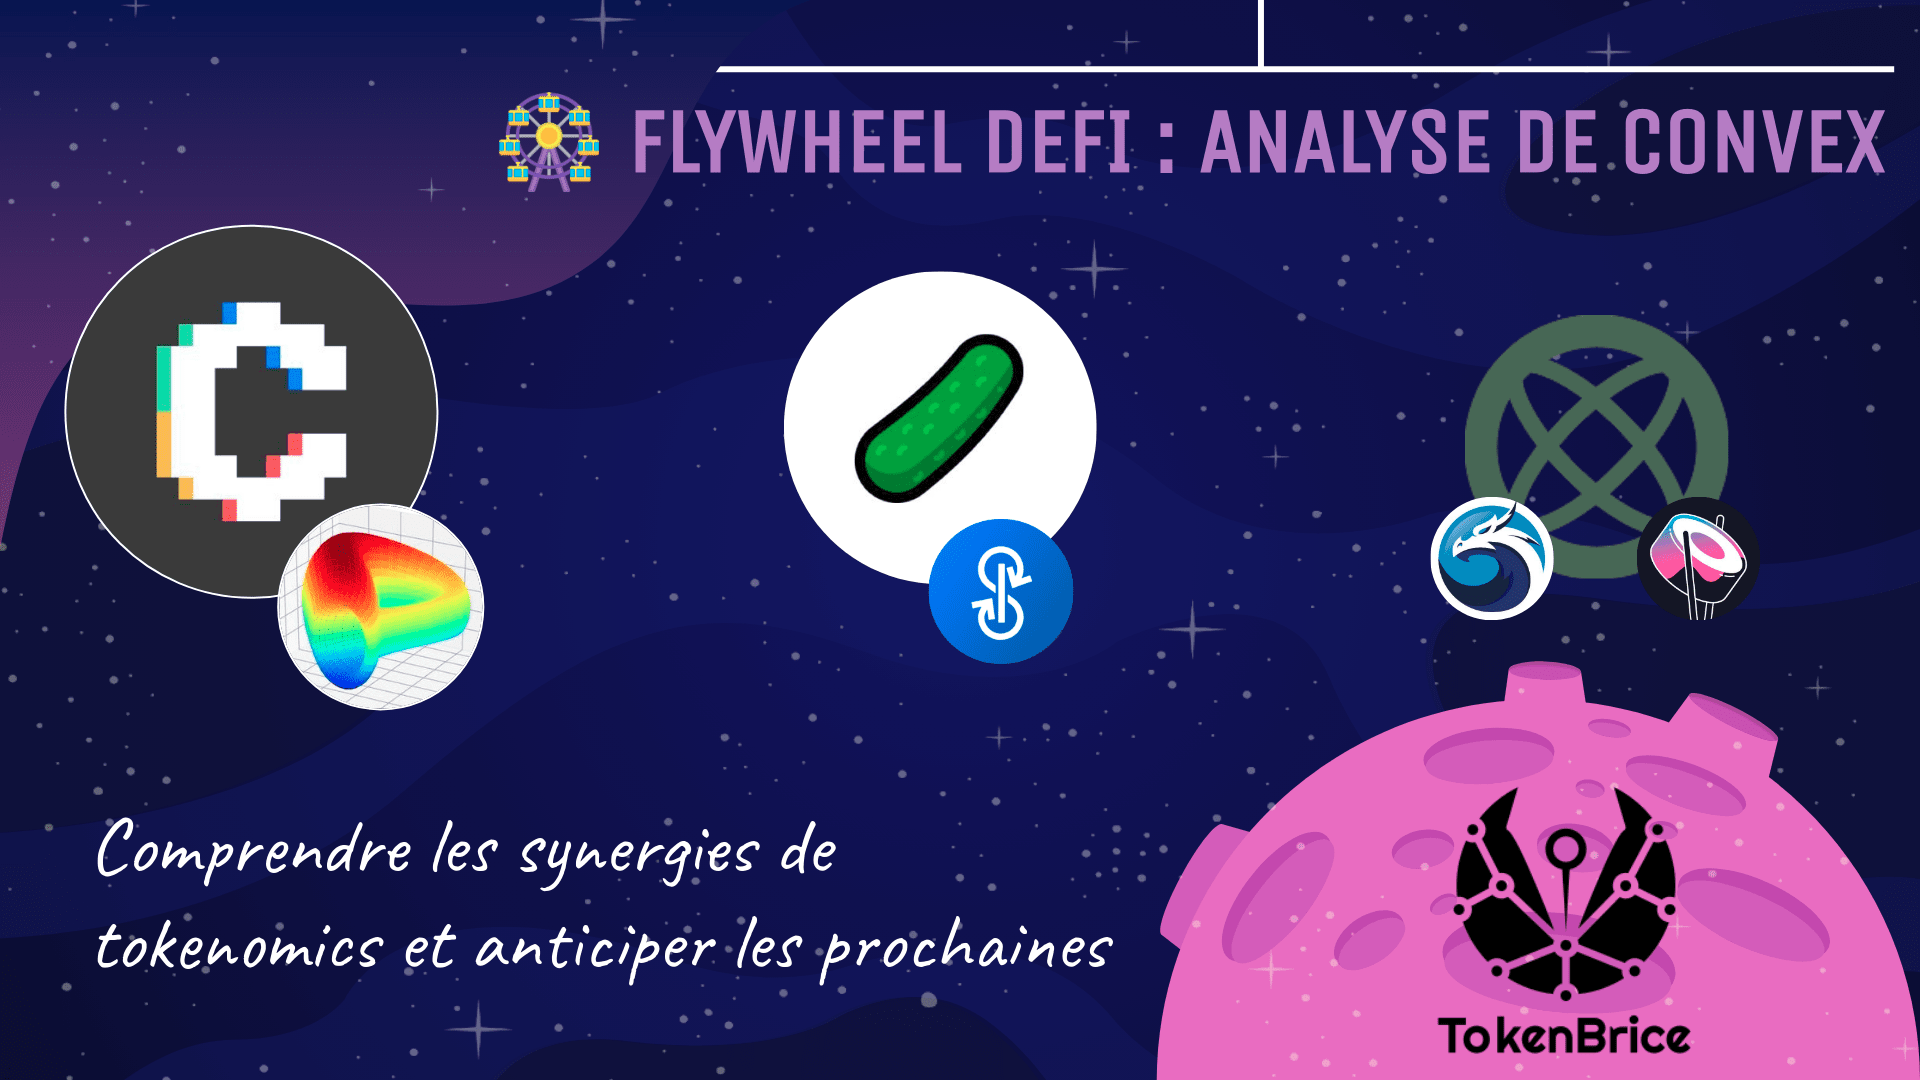 FLYWHEEL DEFI : ANALYSE DE CONVEX
Comprendre les synergies de
tokenomics et anticiper les prochaines
TokenBrice